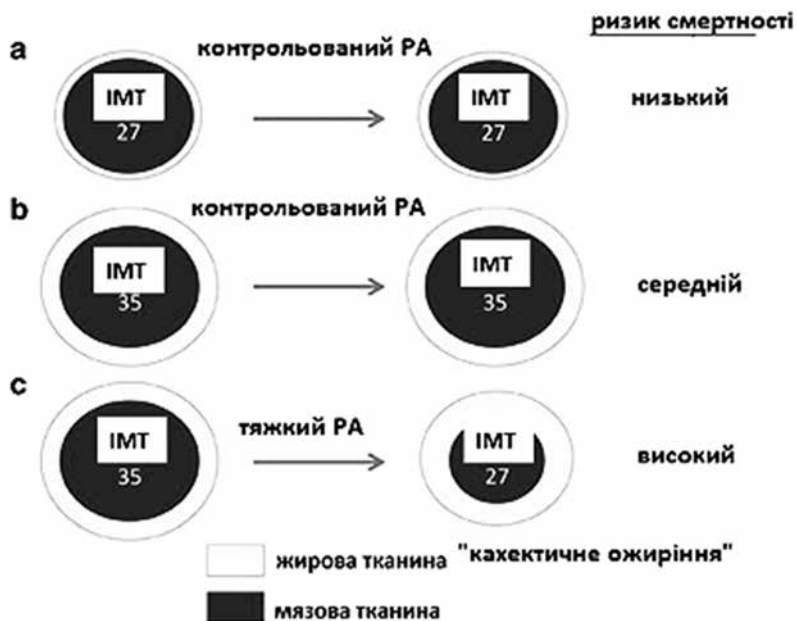 ризик смертності
a
контрольований РА
ІМТ
27
ІМТ
27
низький
b
контрольований РА
ІМТ
35
ІМТ
35
середній
c
тяжкий РА
ІМТ
35
ІМТ
27
високий
жирова тканина "кахектичне ожиріння"
мязова тканина